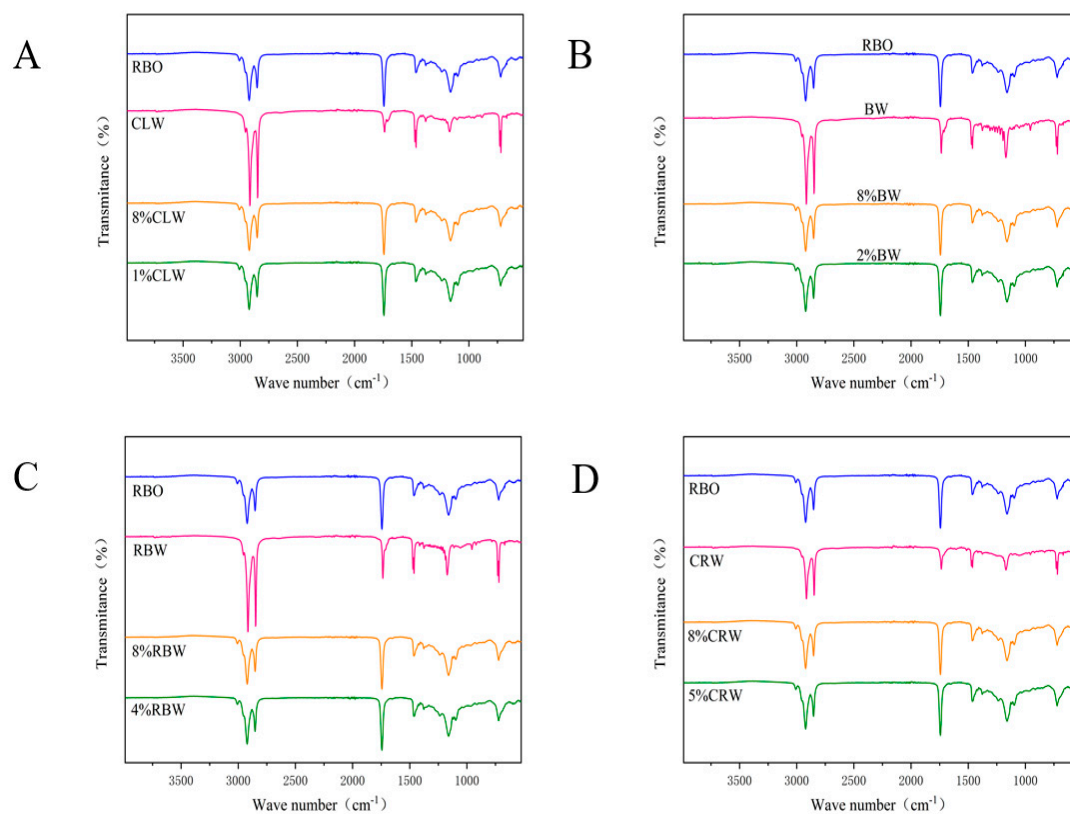 A
RBO
CLW
8%CLW
1%CLW
Transmitance（%）
3500 3000 2500 2000 1500 1000
Wave number（cm⁻¹）
B
RBO
BW
8%BW
2%BW
Transmitance（%）
3500 3000 2500 2000 1500 1000
Wave number（cm⁻¹）
C
RBO
RBW
8%RBW
4%RBW
Transmitance（%）
3500 3000 2500 2000 1500 1000
Wave number（cm⁻¹）
D
RBO
CRW
8%CRW
5%CRW
Transmitance（%）
3500 3000 2500 2000 1500 1000
Wave number（cm⁻¹）